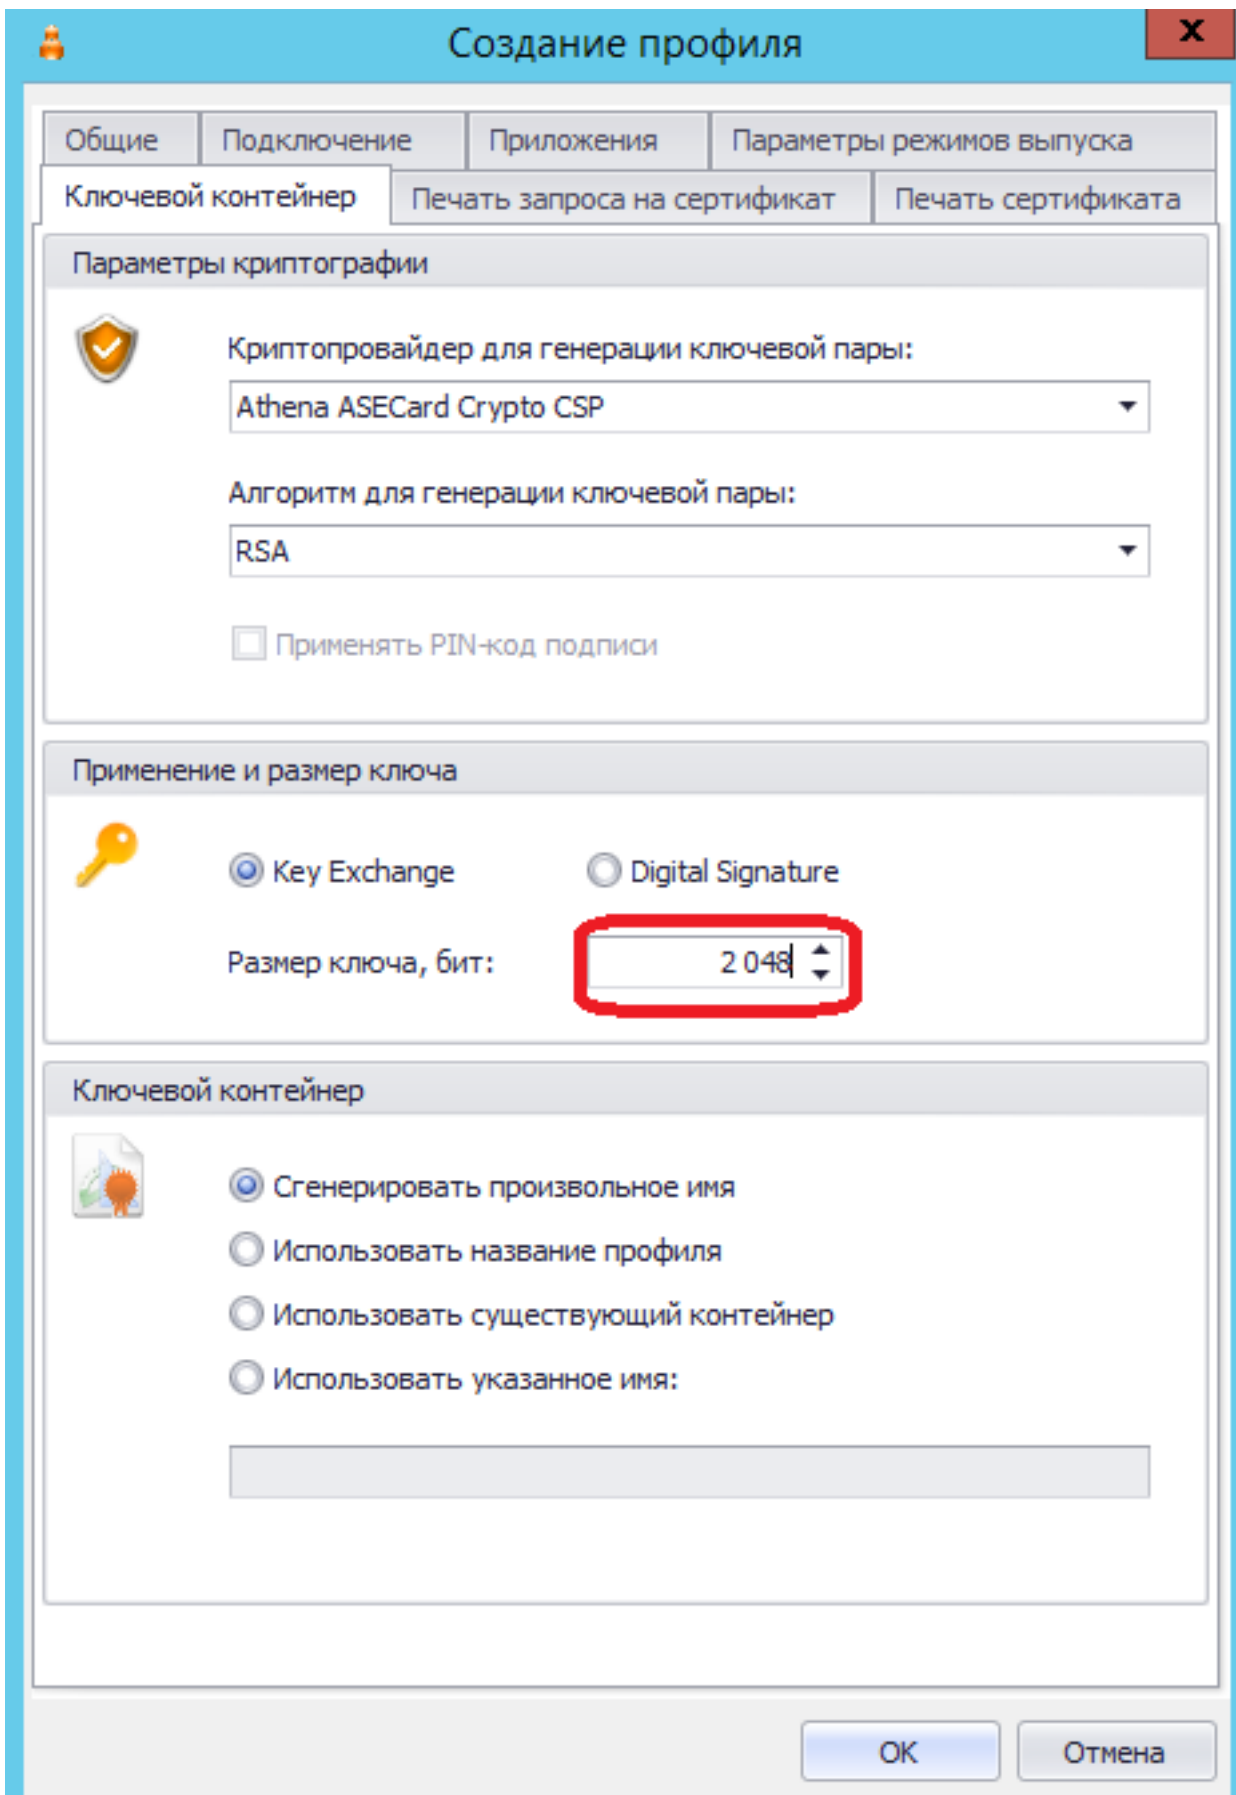 Создание профиля
x
Общие Подключение Приложения Параметры режимов выпуска
Ключевой контейнер Печать запроса на сертификат Печать сертификата
Параметры криптографии
Криптопровайдер для генерации ключевой пары:
Athena ASECard Crypto CSP
Алгоритм для генерации ключевой пары:
RSA
Применять PIN-код подписи
Применение и размер ключа
Key Exchange Digital Signature
Размер ключа, бит: 2 048
Ключевой контейнер
Сгенерировать произвольное имя
Использовать название профиля
Использовать существующий контейнер
Использовать указанное имя:
OK Отмена